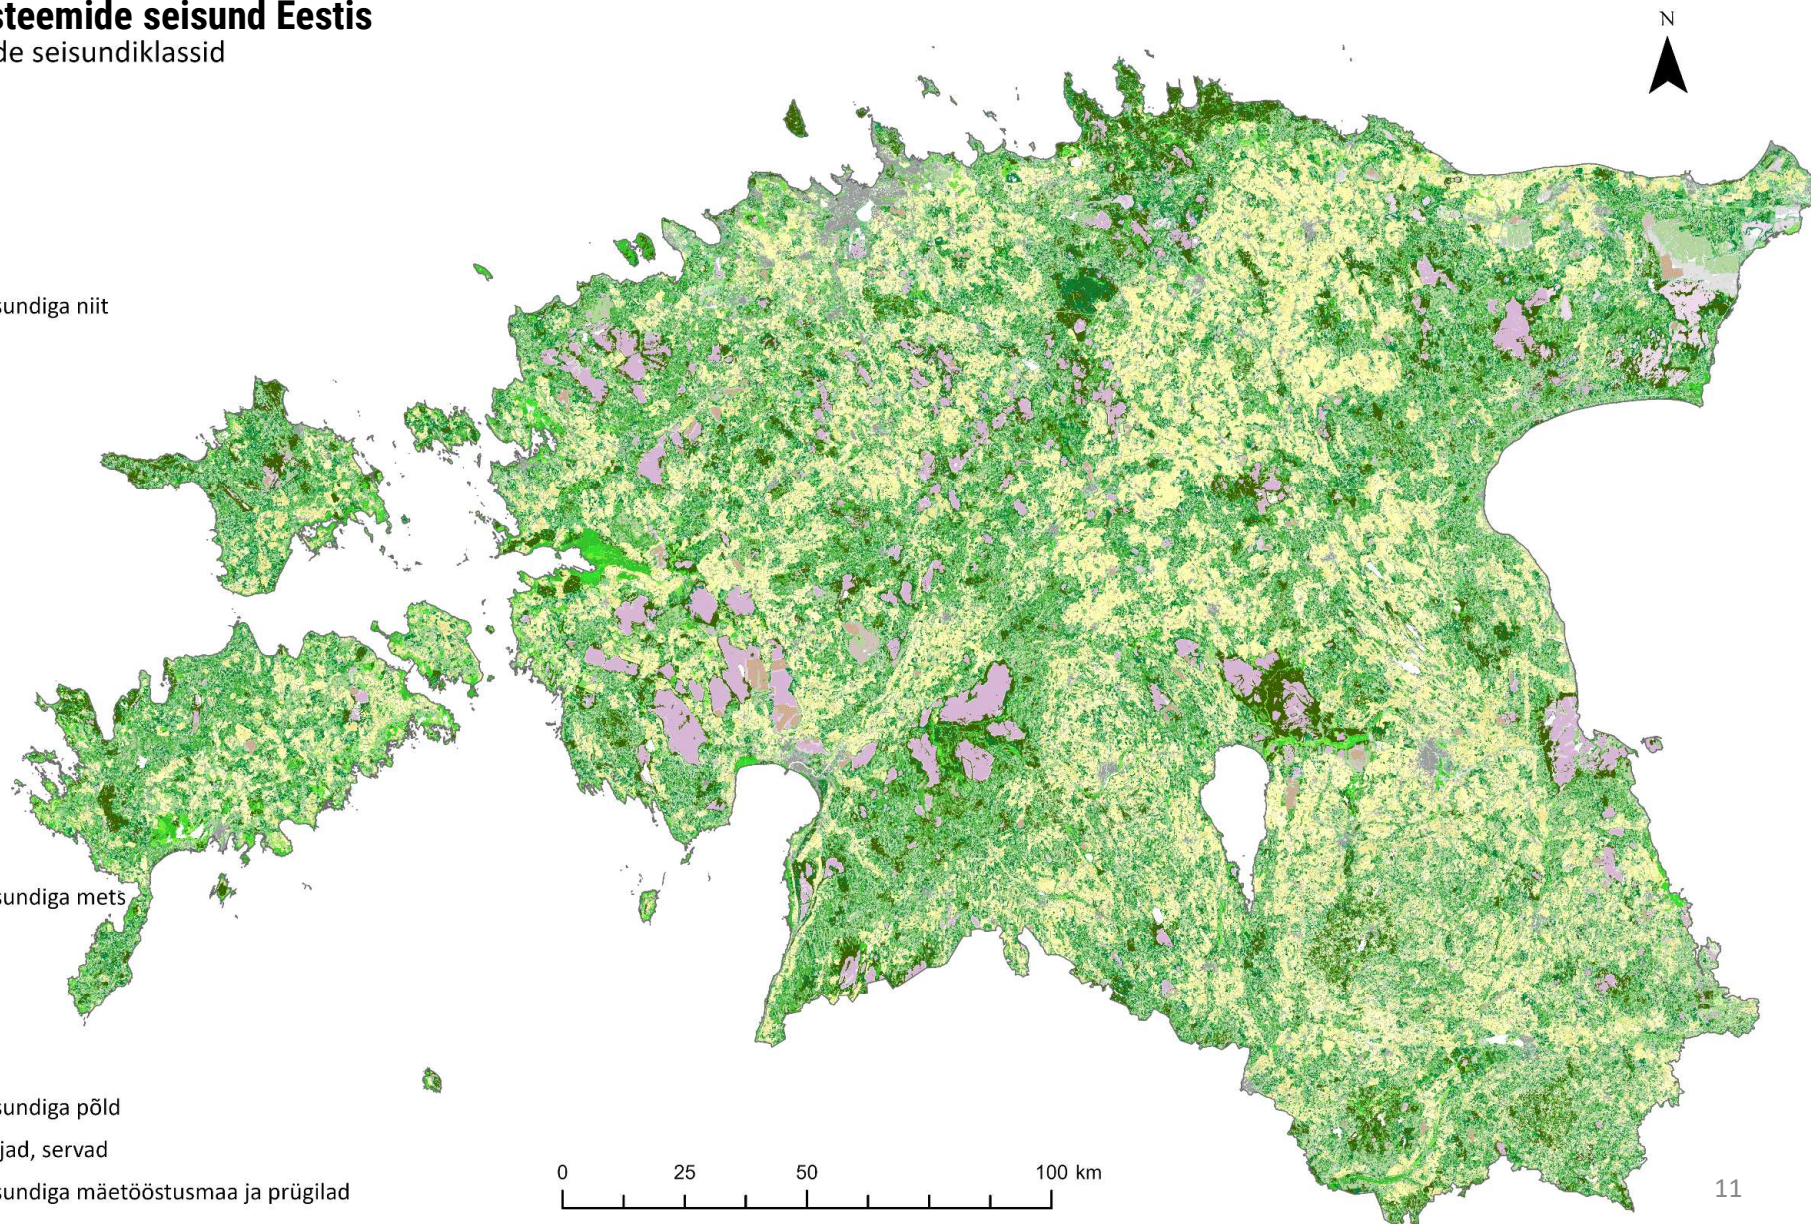 steemide seisund Eestis
de seisundiklassid
N
sundiga niit
sundiga mets
sundiga põld
jad, servad
sundiga mäetööstusmaa ja prügilad
0 25 50 100 km
11